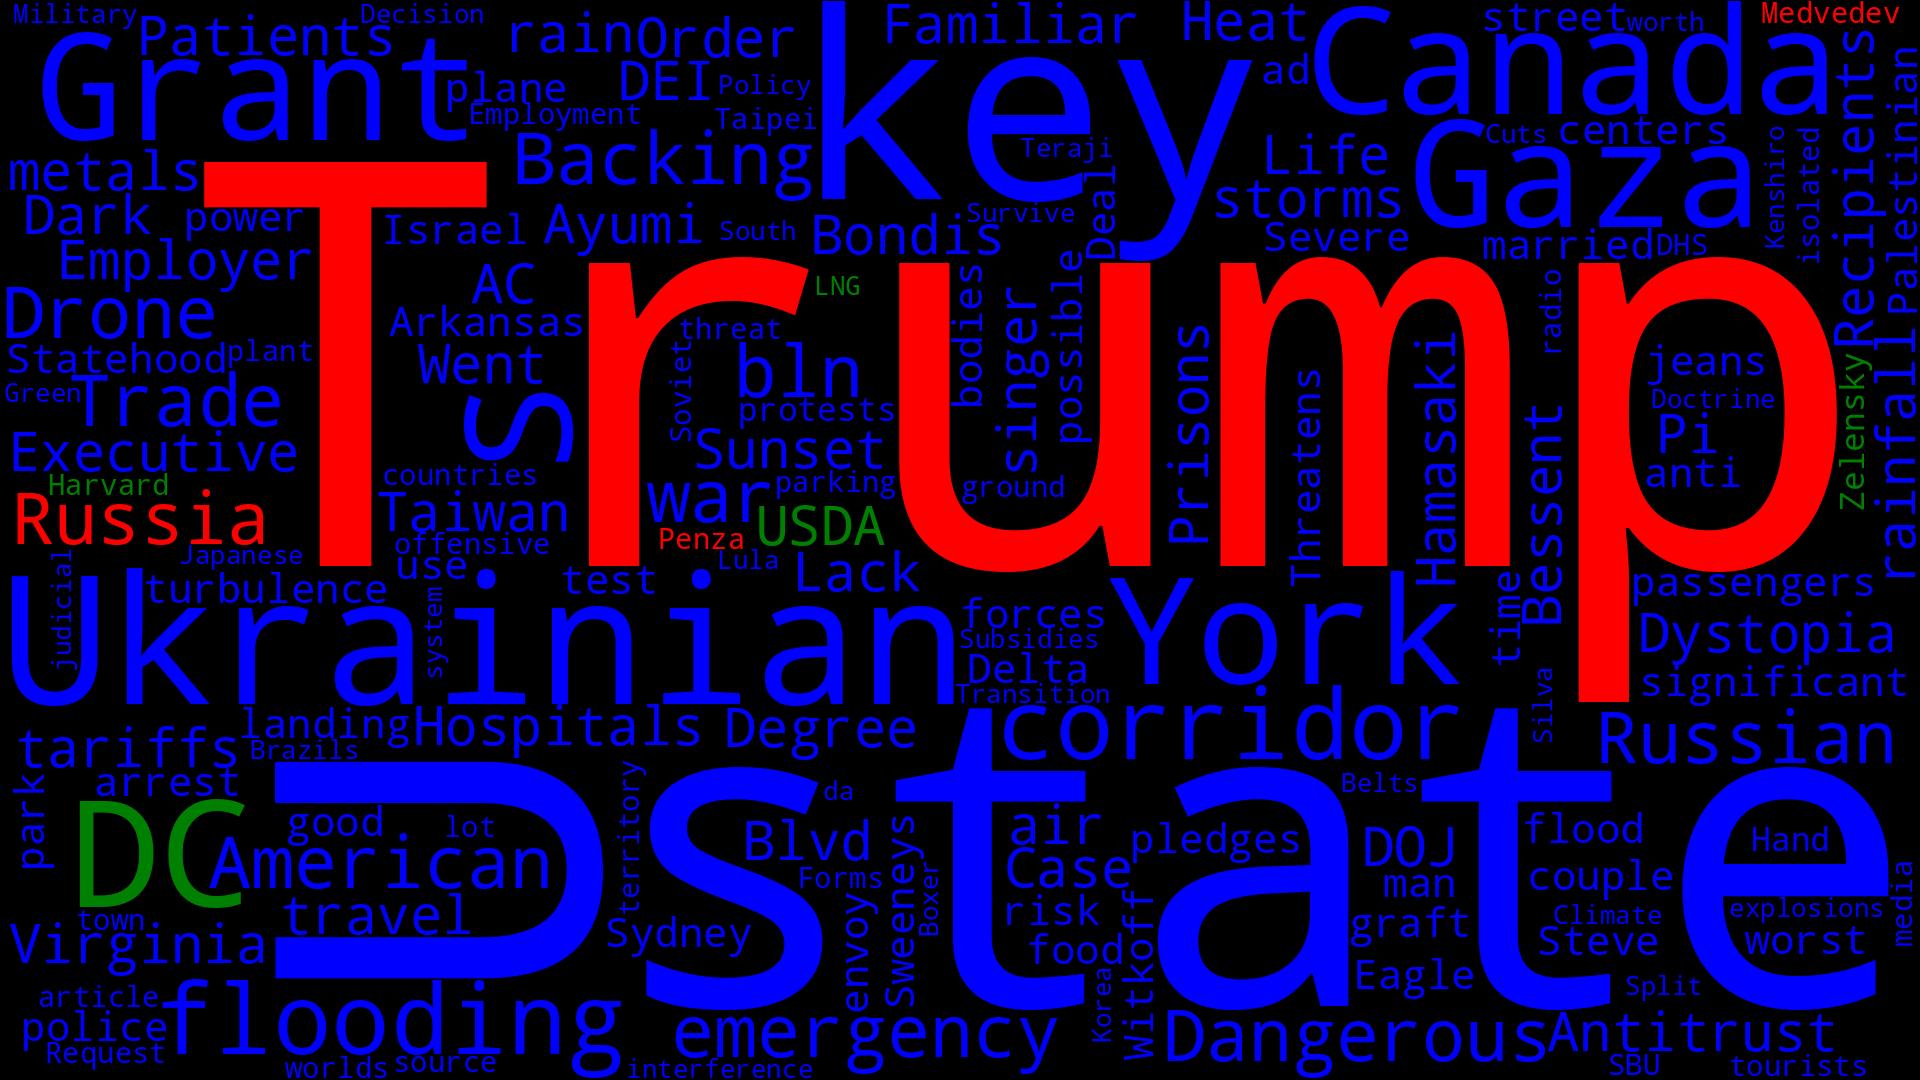 Military
Decision
Patients
rain
Order
Familiar
Heat
street
worth
Medvedev
Grant
key
Canada
plane
DEI
Policy
ad
Employment
Taipei
Recipients
Palestinian
metals
Backing
Teraji
Life
Cuts
centers
Gaza
Kenshiro
isolated
Trump
Dark
power
Israel
Ayumi
South
Bondis
Survive
Deal
storms
Severe
married
DHS
Employer
AC
LNG
Drone
Arkansas
threat
bodies
singer
possible
radio
Statehood
plant
Went
Soviet
bln
Prisons
Threatens
Hamasaki
jeans
Green
Trade
S
protests
Doctrine
Zelensky
rainfall
Executive
Sunset
Bessent
Pi
Harvard
countries
parking
ground
anti
Russia
Taiwan
war
USDA
offensive
Penza
Japanese
use
Lula
judicial
turbulence
system
test
Lack
time
passengers
Ukrainian
forces
York
Subsidies
Dystopia
Delta
significant
Transition
Silva
landing
Hospitals
Degree
corridor
Russian
tariffs
Brazils
U
state
arrest
park
territory
da
Belts
DC
good
lot
Blvd
air
pledges
DOJ
flood
Hand
American
Sweeneys
Case
Forms
Boxer
man
couple
media
town
travel
envoy
risk
Witkoff
graft
Climate
explosions
Virginia
Sydney
food
Steve
worst
article
flooding
Korea
Eagle
Split
police
emergency
Dangerous
Antitrust
Request
worlds
source
interference
SBU
tourists